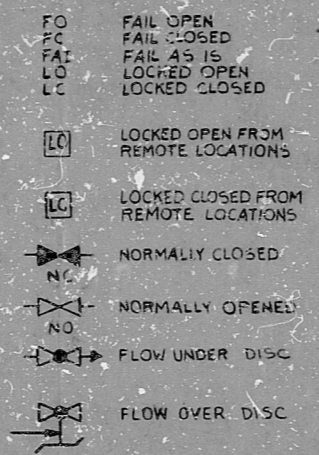 FO FAIL OPEN
FC FAIL CLOSED
FAI FAIL AS IS
LO LOCKED OPEN
LC LOCKED CLOSED
LO LOCKED OPEN FROM
REMOTE LOCATIONS
LC LOCKED CLOSED FROM
REMOTE LOCATIONS
NORMALLY CLOSED
NC
NORMALLY OPENED
NO
FLOW UNDER DISC
FLOW OVER DISC